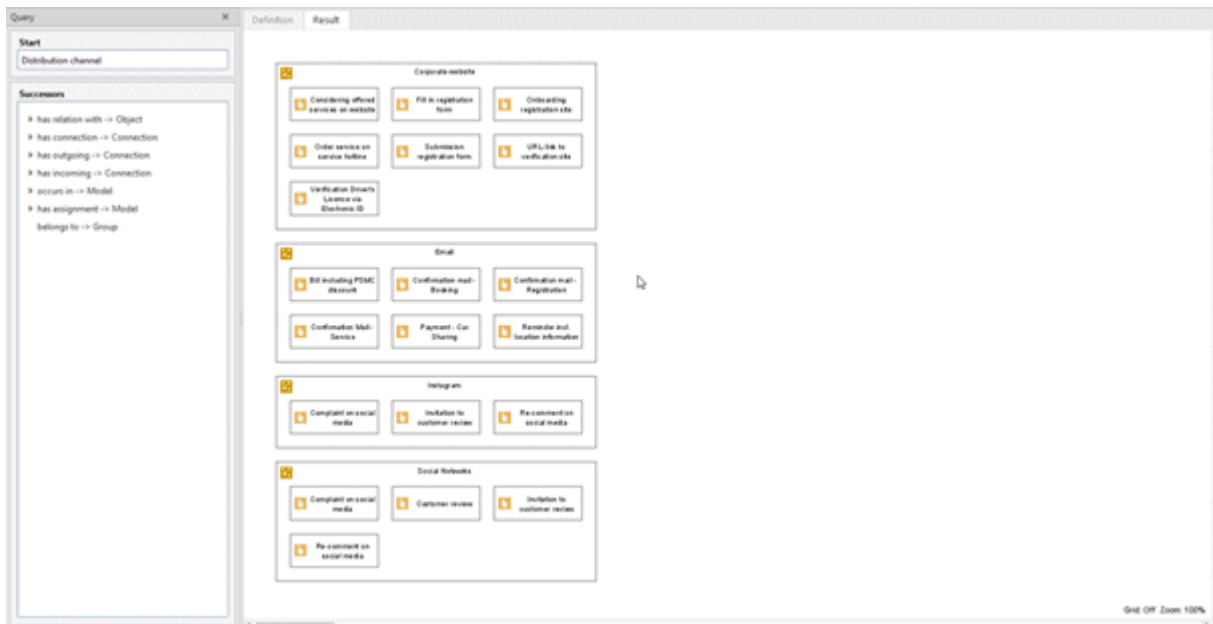 Query
Start
Distribution channel
Successors
has relation with -> Object
has connection -> Connection
has outgoing -> Connection
has incoming -> Connection
occurs in -> Model
has assignment -> Model
belongs to -> Group
Definition Result
Corporate website
Considering offered
services on website
Fill in registration
form
Onboarding
registration site
Order service on
service hotline
Submission
registration form
URL-link to
verification site
Verification Driver's
Licence via
Electronic ID
Email
Bill including PSMC
discount
Confirmation mail-
Booking
Confirmation mail -
Registration
Confirmation Mail-
Service
Payment - Car
Sharing
Reminder incl.
location information
Instagram
Complaint on social
media
Invitation to
customer review
Re-comment on
social media
Social Networks
Complaint on social
media
Customer review
Invitation to
customer review
Re-comment on
social media
Grid: Off Zoom: 100%